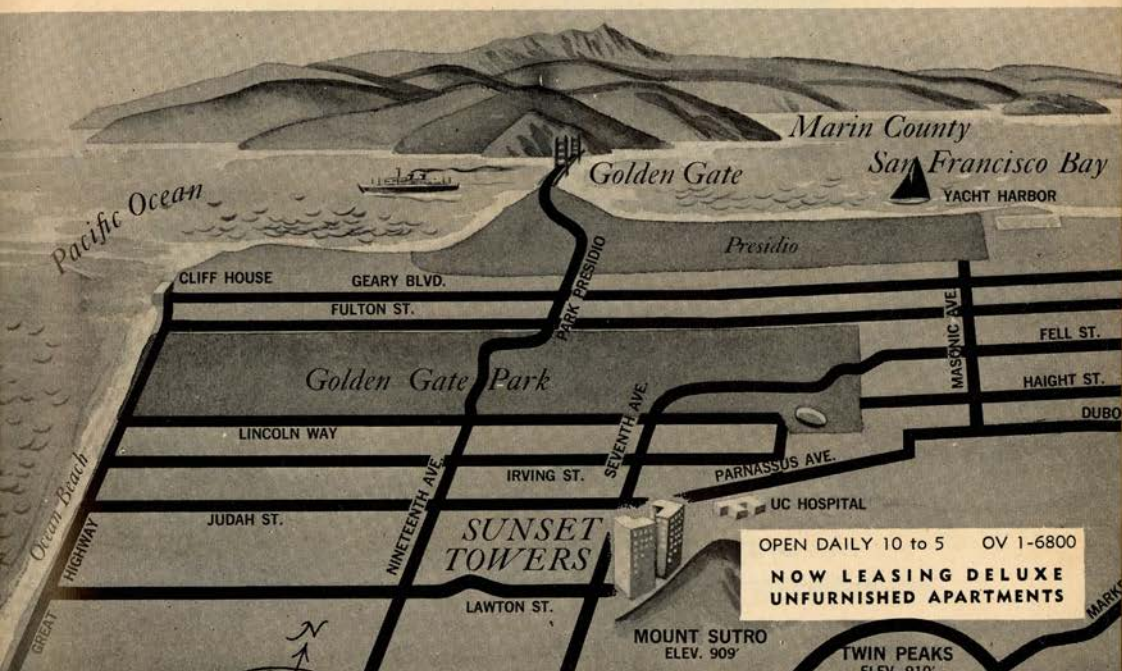 Marin County
San Francisco Bay
Golden Gate
YACHT HARBOR
Pacific Ocean
Presidio
CLIFF HOUSE
GEARY BLVD.
PARK PRESIDIO
FULTON ST.
MASONIC AVE.
FELL ST.
Golden Gate Park
HAIGHT ST.
SEVENTH AVE.
DUBO
LINCOLN WAY
PARNASSUS AVE.
IRVING ST.
NINETEENTH AVE.
Ocean Beach
UC HOSPITAL
JUDAH ST.
SUNSET
TOWERS
GREAT HIGHWAY
OPEN DAILY 10 to 5 OV 1-6800
NOW LEASING DELUXE
UNFURNISHED APARTMENTS
LAWTON ST.
MARK
N
MOUNT SUTRO
ELEV. 909'
TWIN PEAKS
ELEV. 910'